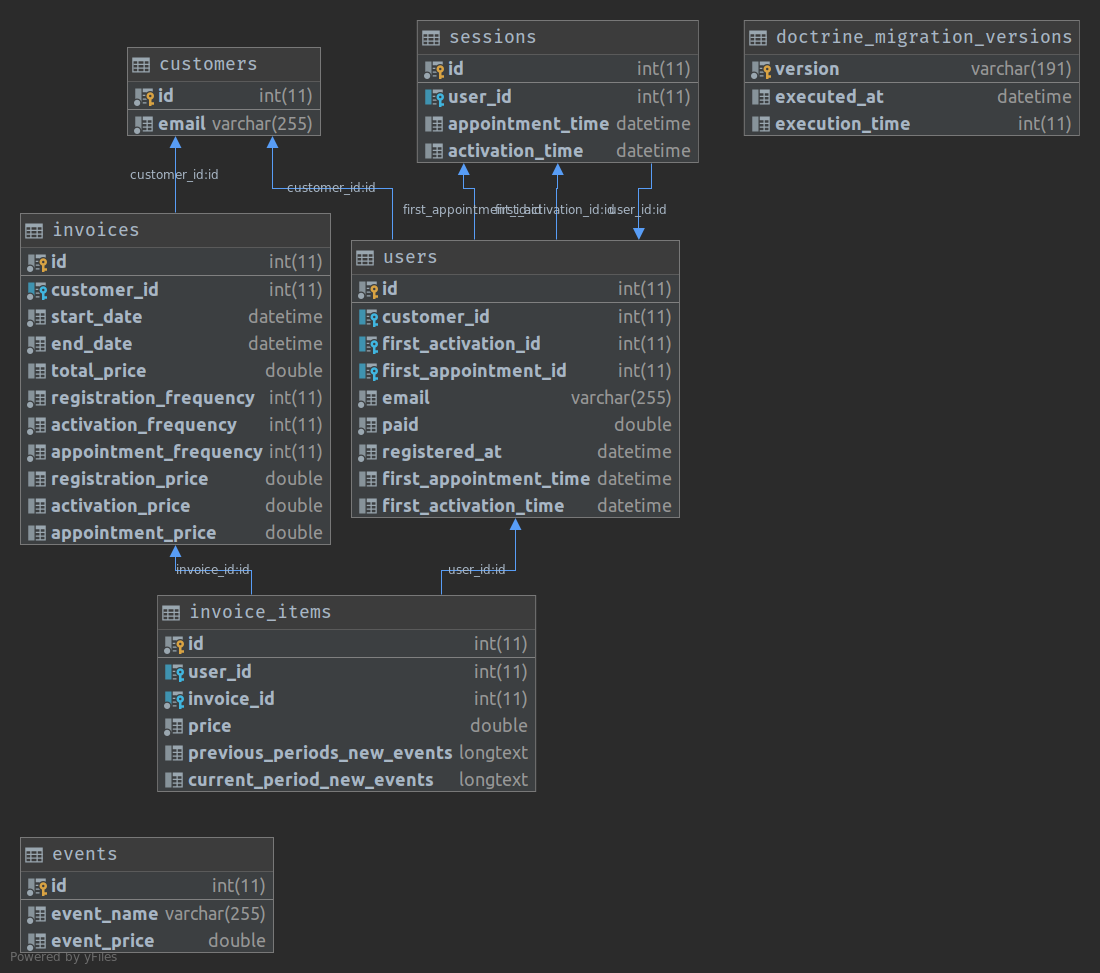 customers
id int(11)
email varchar(255)
sessions
id int(11)
user_id int(11)
appointment_time datetime
activation_time datetime
doctrine_migration_versions
version varchar(191)
executed_at datetime
execution_time int(11)
customer_id:id
customer_id:id
first_appointment_id:id
first_activation_id:id
user_id:id
invoices
id int(11)
customer_id int(11)
start_date datetime
end_date datetime
total_price double
registration_frequency int(11)
activation_frequency int(11)
appointment_frequency int(11)
registration_price double
activation_price double
appointment_price double
users
id int(11)
customer_id int(11)
first_activation_id int(11)
first_appointment_id int(11)
email varchar(255)
paid double
registered_at datetime
first_appointment_time datetime
first_activation_time datetime
invoice_id:id
user_id:id
invoice_items
id int(11)
user_id int(11)
invoice_id int(11)
price double
previous_periods_new_events longtext
current_period_new_events longtext
events
id int(11)
event_name varchar(255)
event_price double
Powered by yFiles